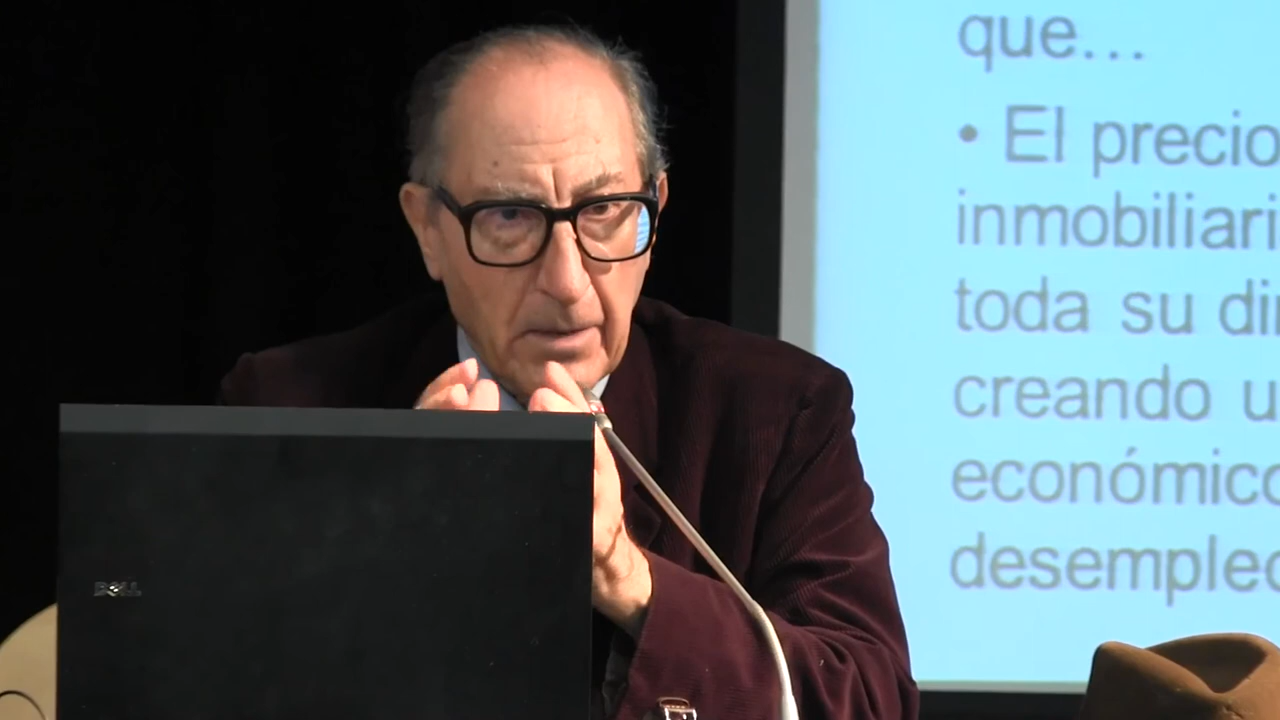 que...
• El precio
inmobiliari
toda su di
creando u
económico
desempleo
DELL